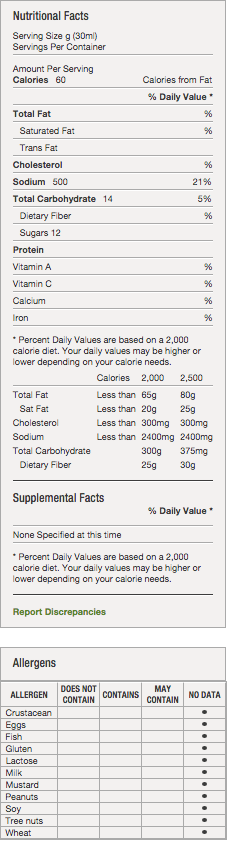 Nutritional Facts
Serving Size g (30ml)
Servings Per Container
Amount Per Serving
Calories 60 Calories from Fat
% Daily Value *
Total Fat %
Saturated Fat %
Trans Fat
Cholesterol %
Sodium 500 21%
Total Carbohydrate 14 5%
Dietary Fiber %
Sugars 12
Protein
Vitamin A %
Vitamin C %
Calcium %
Iron %
* Percent Daily Values are based on a 2,000
calorie diet. Your daily values may be higher or
lower depending on your calorie needs.
Calories 2,000 2,500
Total Fat Less than 65g 80g
Sat Fat Less than 20g 25g
Cholesterol Less than 300mg 300mg
Sodium Less than 2400mg 2400mg
Total Carbohydrate 300g 375mg
Dietary Fiber 25g 30g
Supplemental Facts
% Daily Value *
None Specified at this time
* Percent Daily Values are based on a 2,000
calorie diet. Your daily values may be higher or
lower depending on your calorie needs.
Report Discrepancies
Allergens
ALLERGEN DOES NOT CONTAIN CONTAINS MAY CONTAIN NO DATA
Crustacean •
Eggs •
Fish •
Gluten •
Lactose •
Milk •
Mustard •
Peanuts •
Soy •
Tree nuts •
Wheat •